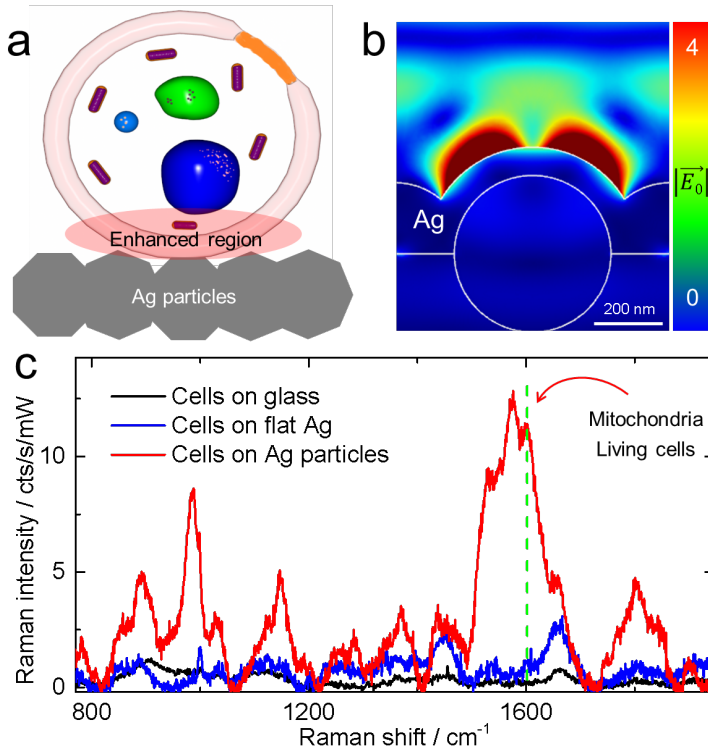 a
Enhanced region
Ag particles
b
Ag
200 nm
4
|E₀|
0
c
Cells on glass
Cells on flat Ag
Cells on Ag particles
Mitochondria
Living cells
Raman intensity / cts/s/mW
10
5
0
800
1200
1600
Raman shift / cm⁻¹